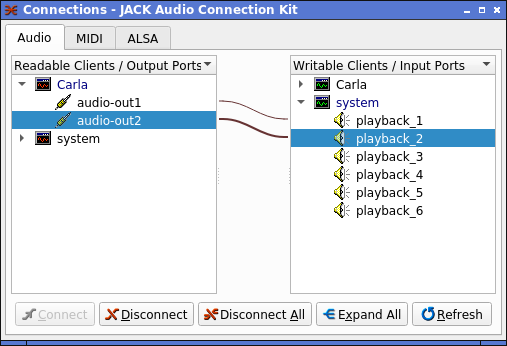 Connections - JACK Audio Connection Kit
Audio MIDI ALSA
Readable Clients / Output Ports
Carla
audio-out1
audio-out2
system
Writable Clients / Input Ports
Carla
system
playback_1
playback_2
playback_3
playback_4
playback_5
playback_6
Connect Disconnect Disconnect All Expand All Refresh